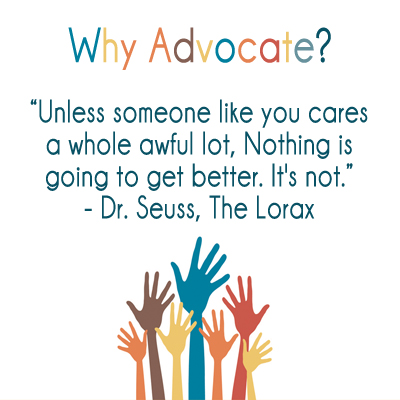 Why Advocate?
“Unless someone like you cares
a whole awful lot, Nothing is
going to get better. It's not.”
- Dr. Seuss, The Lorax